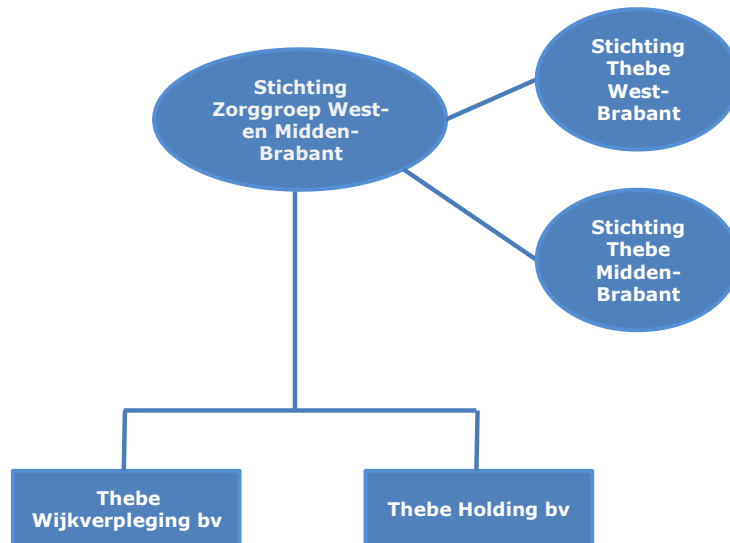 Stichting
Zorggroep West-
en Midden-
Brabant
Stichting
Thebe
West-
Brabant
Stichting
Thebe
Midden-
Brabant
Thebe
Wijkverpleging bv
Thebe Holding bv